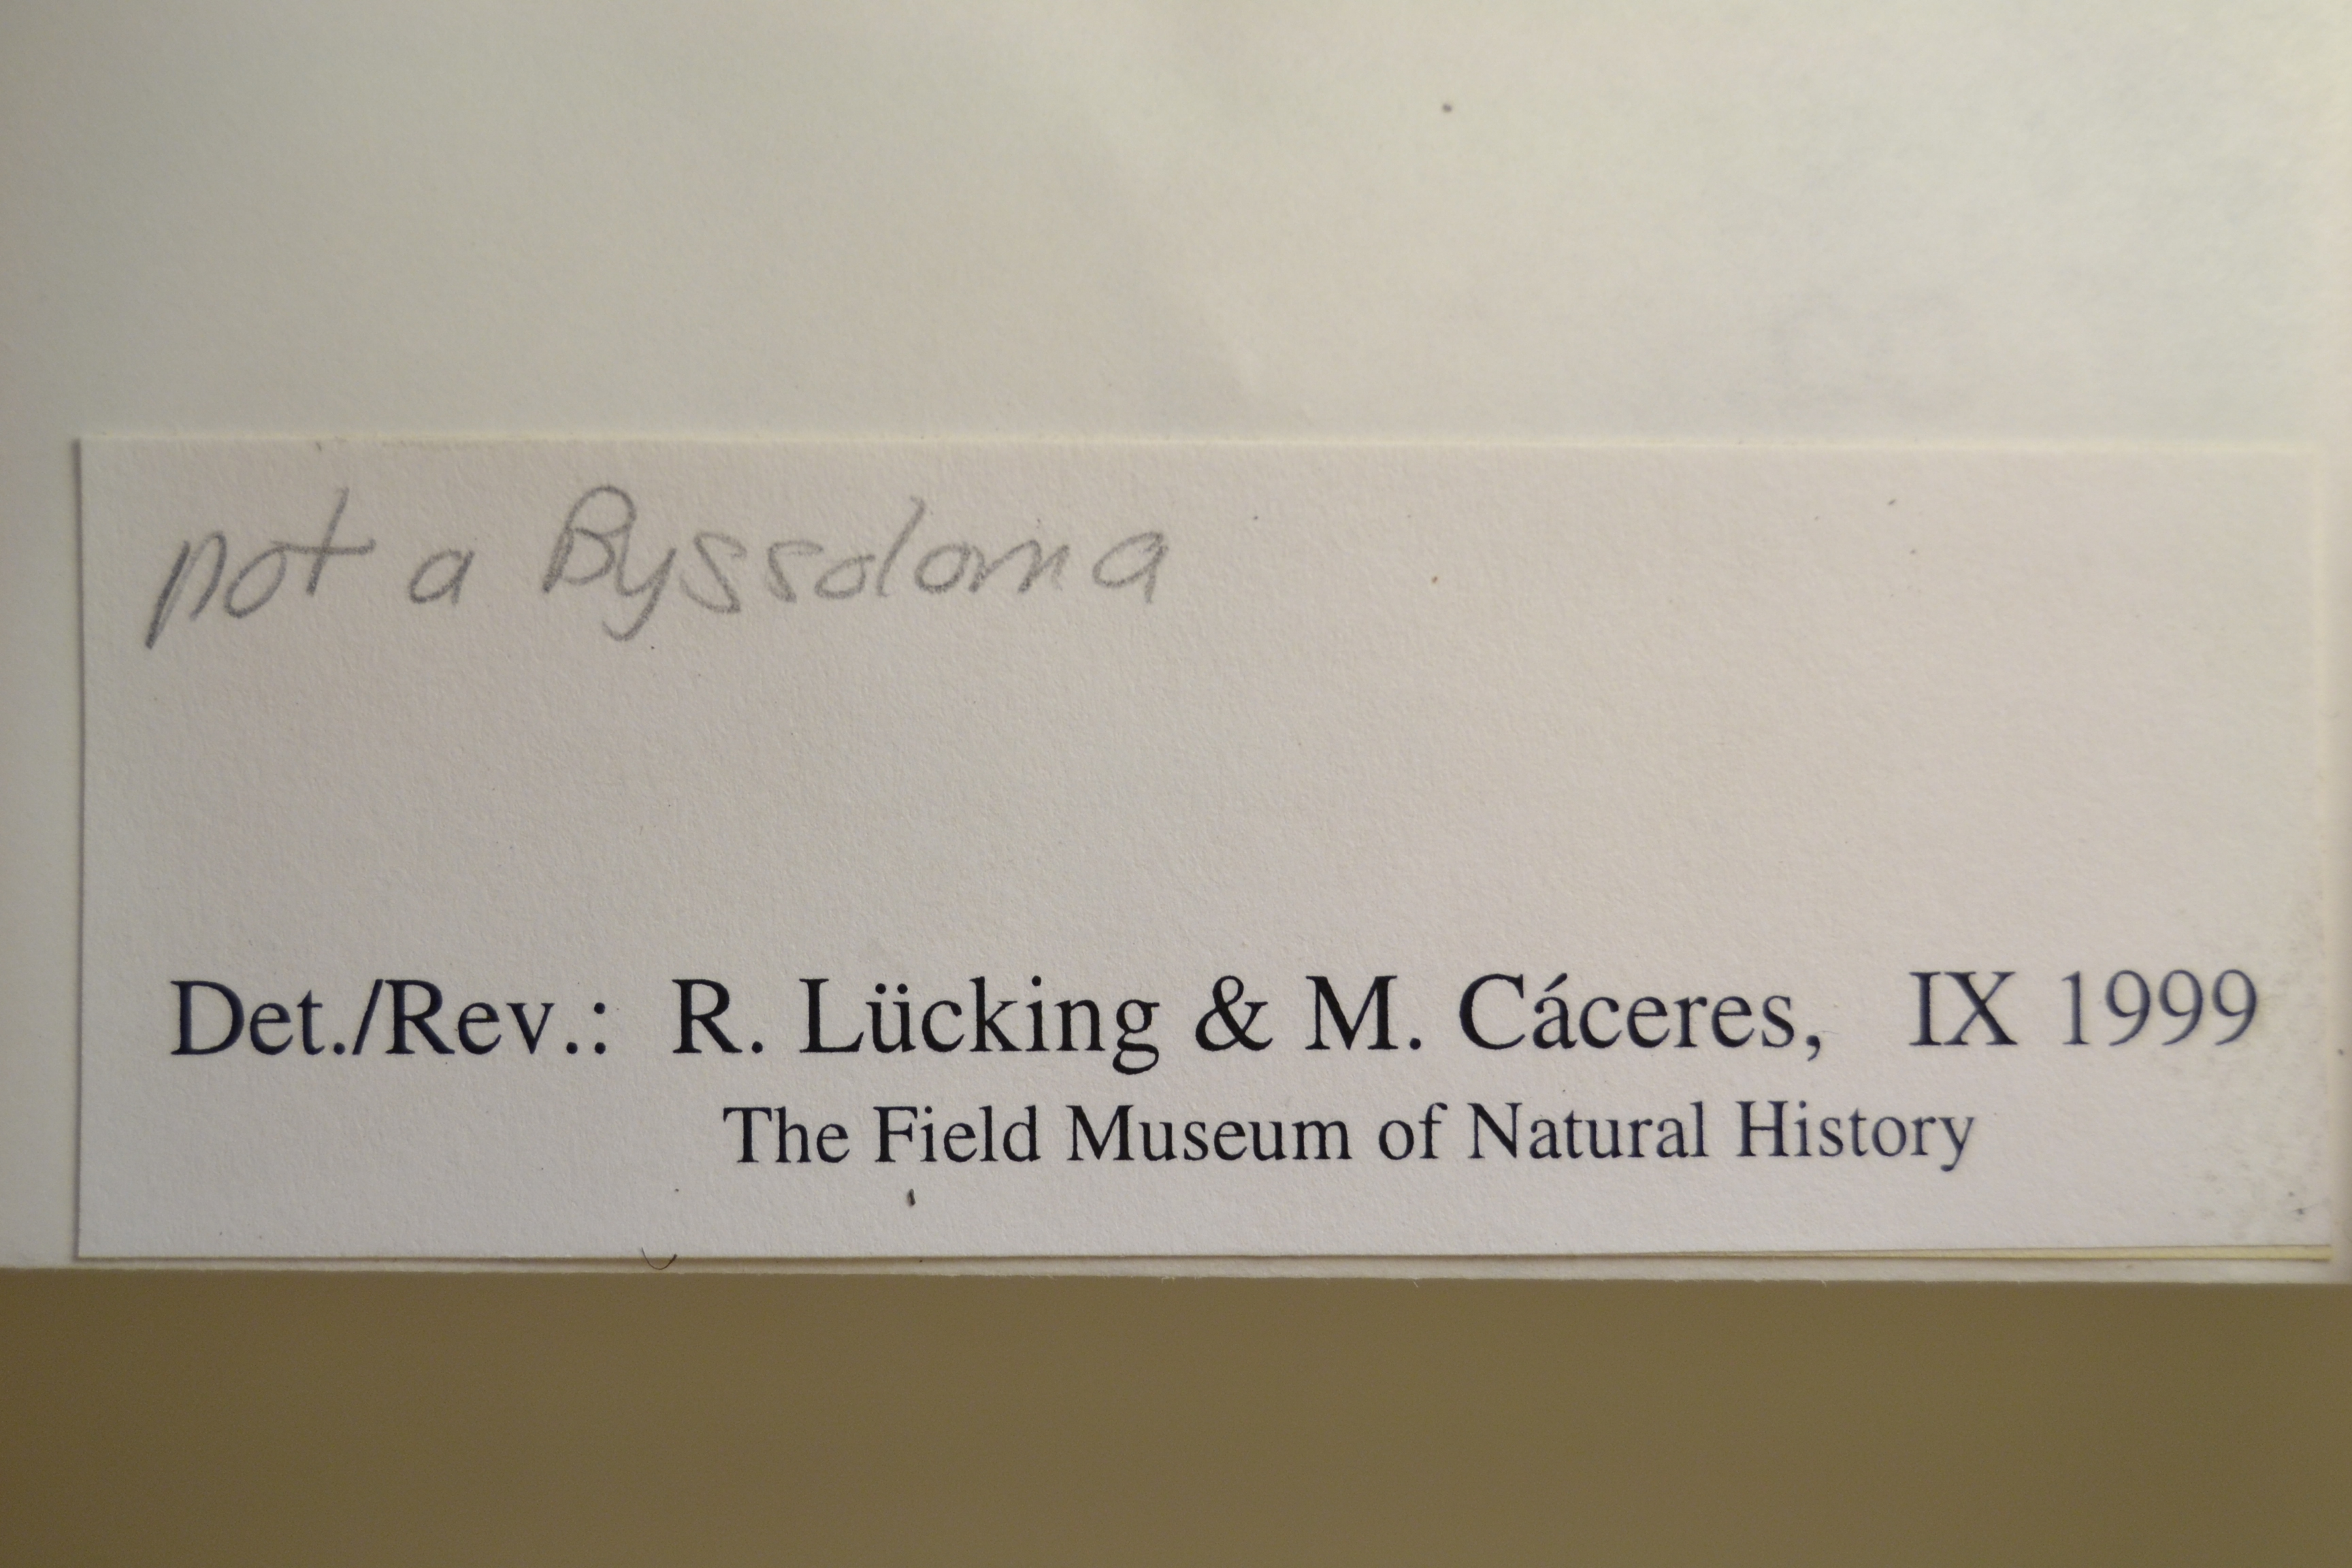 not a Byssoloma
Det./Rev.: R. Lücking & M. Cáceres, IX 1999
The Field Museum of Natural History